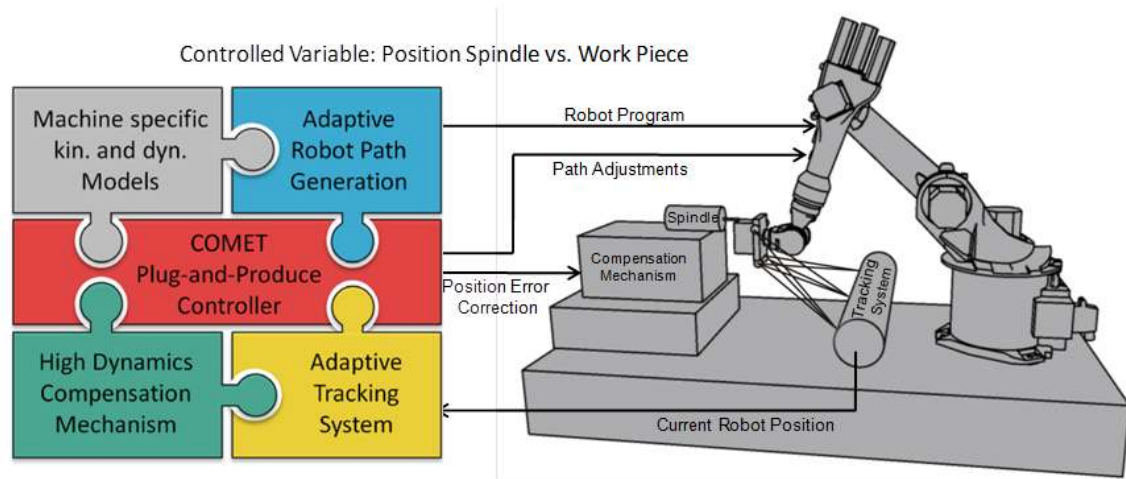 Controlled Variable: Position Spindle vs. Work Piece
Machine specific
kin. and dyn.
Models
Adaptive
Robot Path
Generation
Robot Program
Path Adjustments
COMET
Plug-and-Produce
Controller
Position Error
Correction
Spindle
Compensation
Mechanism
Tracking
System
High Dynamics
Compensation
Mechanism
Adaptive
Tracking
System
Current Robot Position